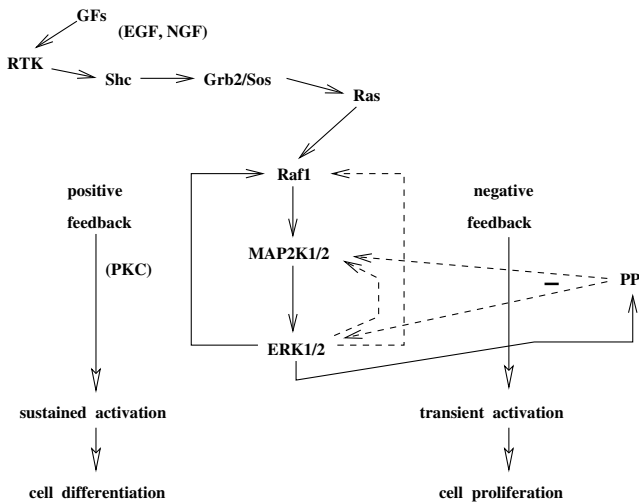 GFs
(EGF, NGF)
RTK
Shc
Grb2/Sos
Ras
Raf1
positive
feedback
negative
feedback
MAP2K1/2
(PKC)
PP
ERK1/2
sustained activation
transient activation
cell differentiation
cell proliferation